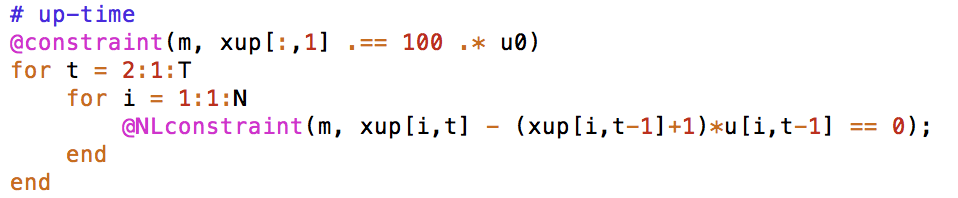 # up-time
@constraint(m, xup[:,1] .== 100 .* u0)
for t = 2:1:T
    for i = 1:1:N
        @NLconstraint(m, xup[i,t] - (xup[i,t-1]+1)*u[i,t-1] == 0);
    end
end